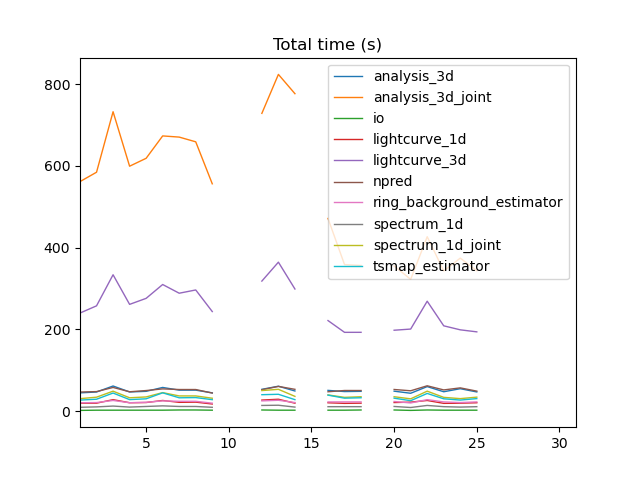 Total time (s)
800
600
400
200
0
5
10
15
20
25
30
analysis_3d
analysis_3d_joint
io
lightcurve_1d
lightcurve_3d
npred
ring_background_estimator
spectrum_1d
spectrum_1d_joint
tsmap_estimator